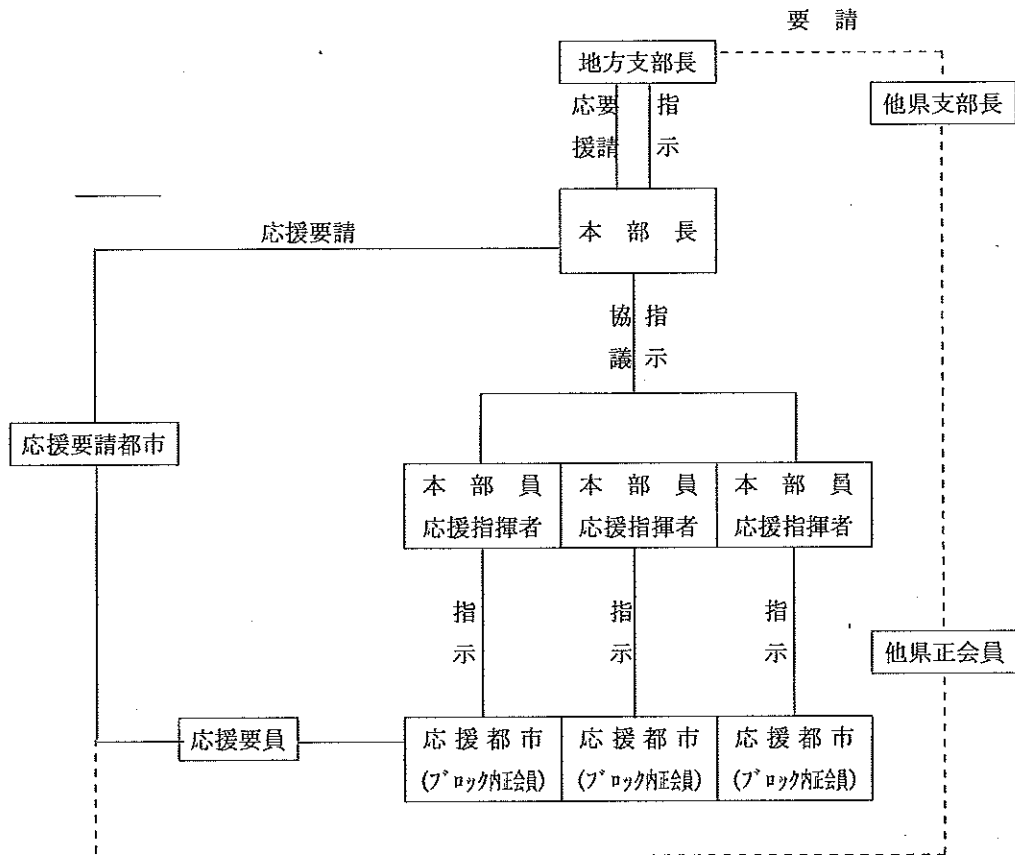 要請
地方支部長
他県支部長
応援
要請
指示
本部長
応援要請
協議
指示
応援要請都市
本部員
応援指揮者
本部員
応援指揮者
本部員
応援指揮者
指示
指示
指示
他県正会員
応援要員
応援都市
(ブロック内正会員)
応援都市
(ブロック内正会員)
応援都市
(ブロック内正会員)